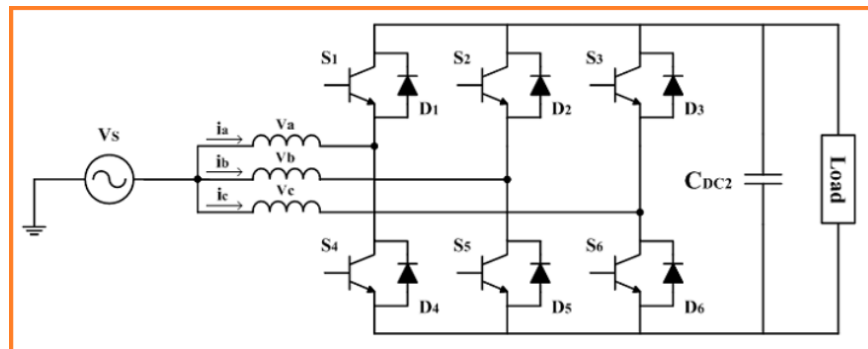 S1
S2
S3
D1
D2
D3
Vs
ia
Va
ib
Vb
ic
Vc
CDC2
Load
S4
S5
S6
D4
D5
D6